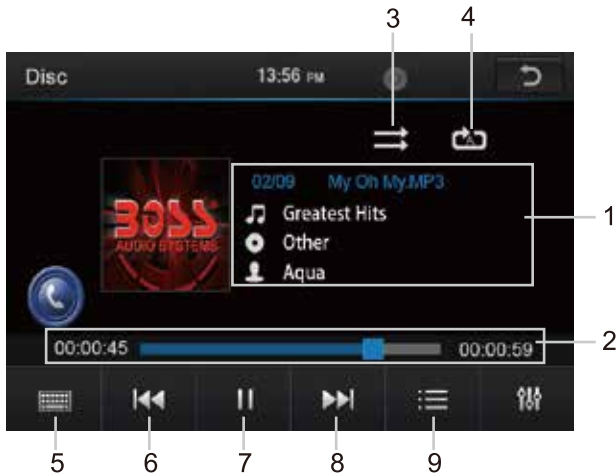 3 4
Disc 13:56 PM
02/09 My Oh My.MP3
Greatest Hits
BOSS
AUDIO SYSTEMS
Other
Aqua
1
00:00:45 00:00:59
2
5 6 7 8 9